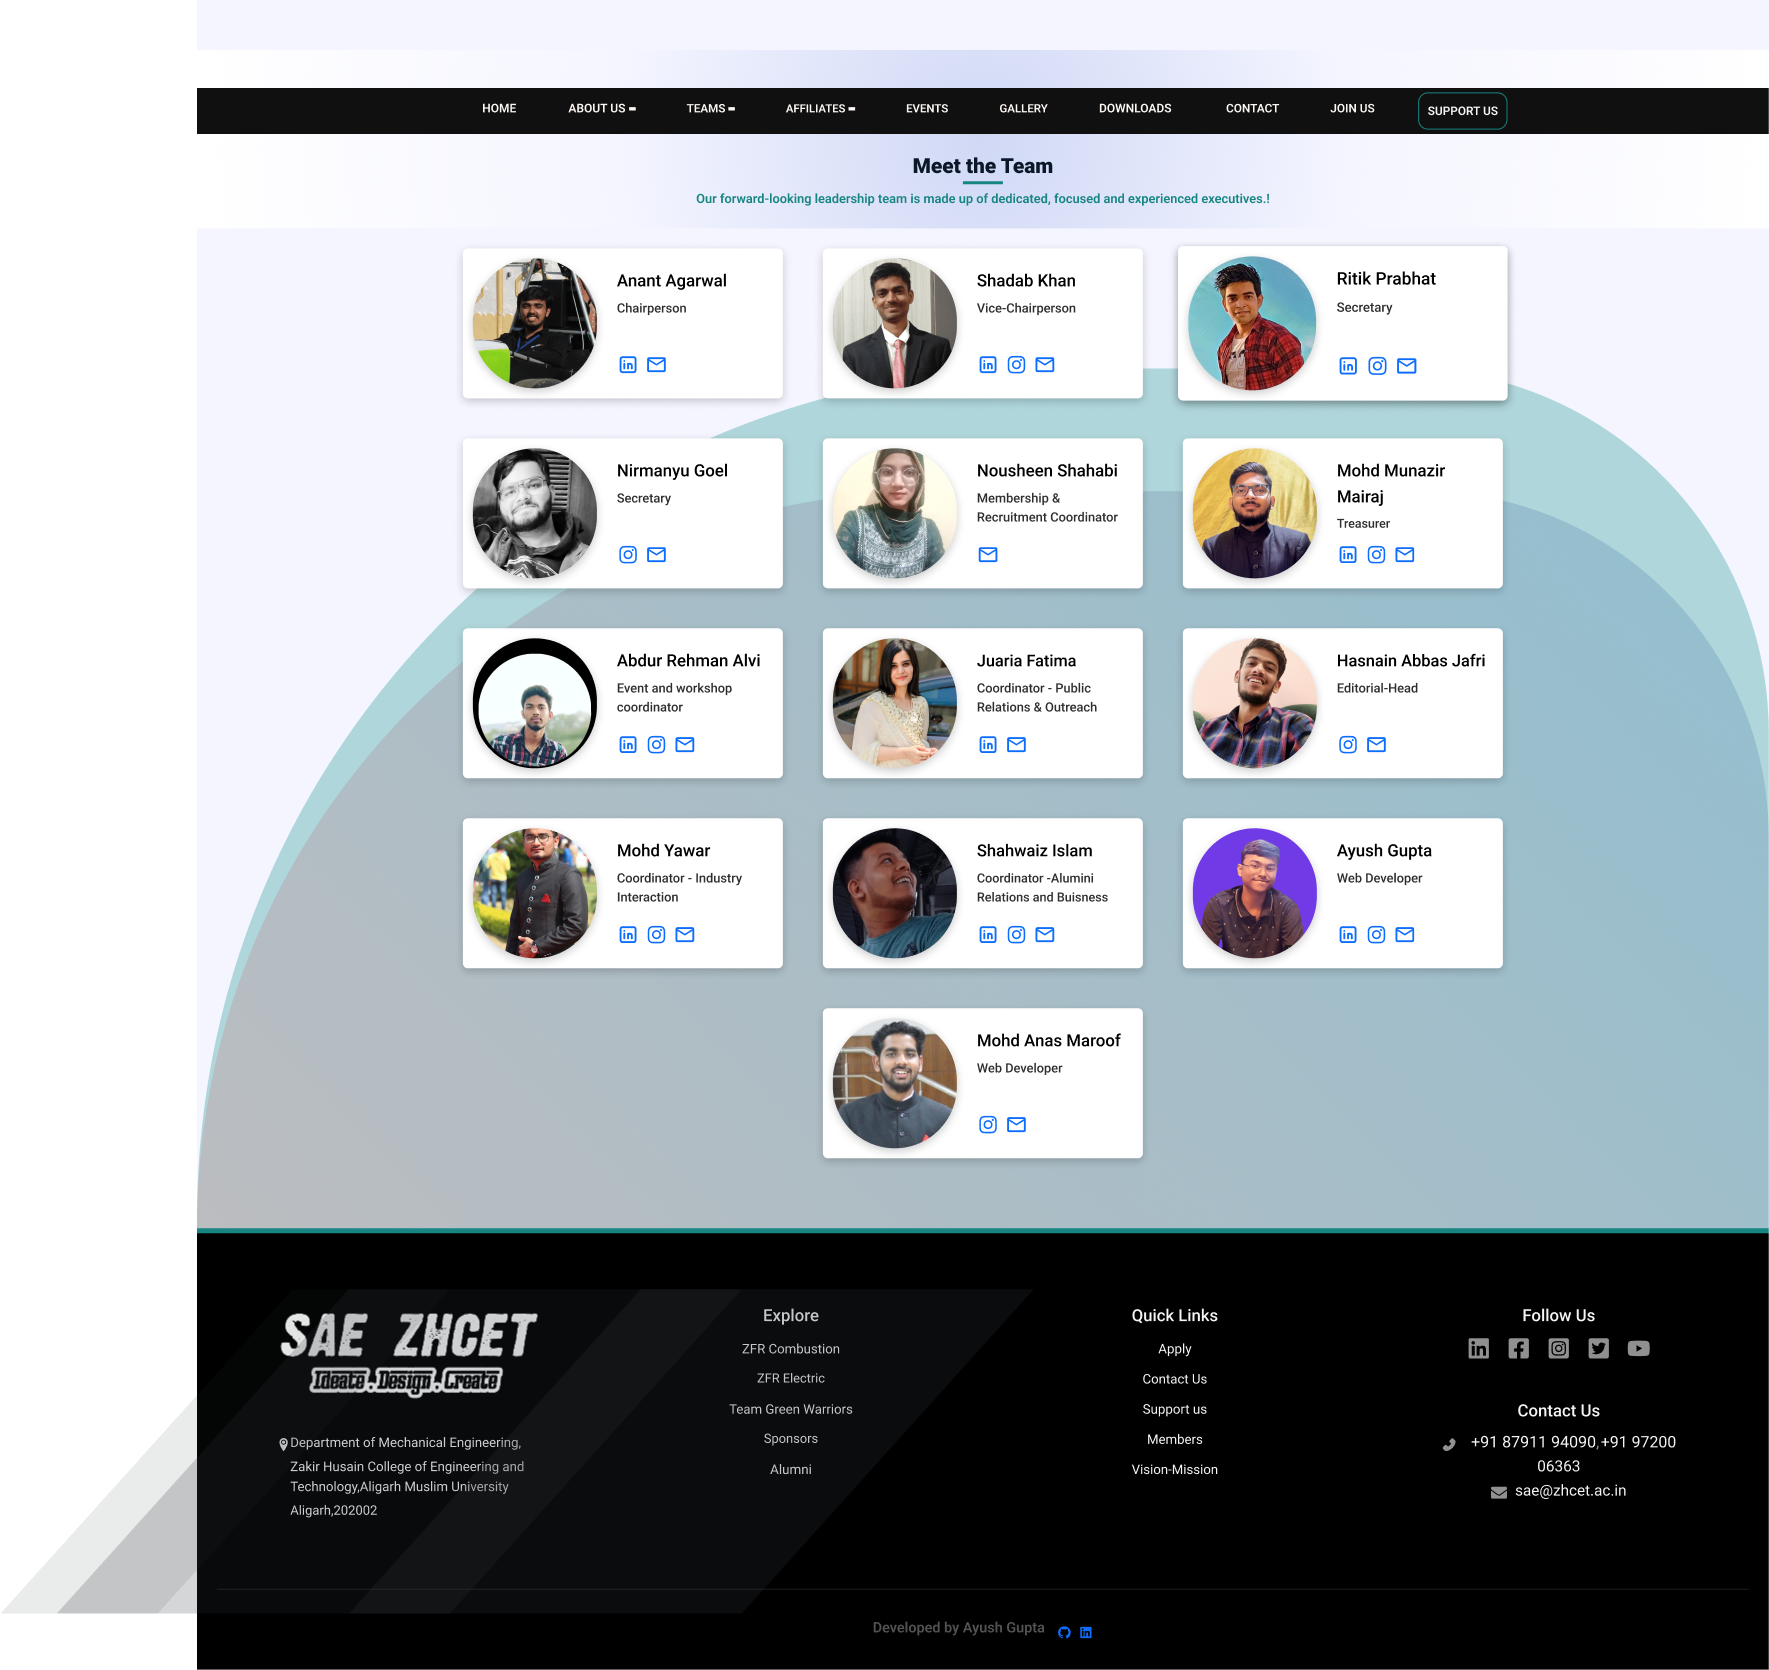 HOME ABOUT US TEAMS AFFILIATES EVENTS GALLERY DOWNLOADS CONTACT JOIN US SUPPORT US
Meet the Team
Our forward-looking leadership team is made up of dedicated, focused and experienced executives.!
Anant Agarwal
Chairperson
Shadab Khan
Vice-Chairperson
Ritik Prabhat
Secretary
Nirmanyu Goel
Secretary
Nousheen Shahabi
Membership &
Recruitment Coordinator
Mohd Munazir
Mairaj
Treasurer
Abdur Rehman Alvi
Event and workshop
coordinator
Juaria Fatima
Coordinator - Public
Relations & Outreach
Hasnain Abbas Jafri
Editorial-Head
Mohd Yawar
Coordinator - Industry
Interaction
Shahwaiz Islam
Coordinator -Alumini
Relations and Buisness
Ayush Gupta
Web Developer
Mohd Anas Maroof
Web Developer
SAE ZHCET
Ideate.Design.Create
Department of Mechanical Engineering,
Zakir Husain College of Engineering and
Technology,Aligarh Muslim University
Aligarh,202002
Explore
ZFR Combustion
ZFR Electric
Team Green Warriors
Sponsors
Alumni
Quick Links
Apply
Contact Us
Support us
Members
Vision-Mission
Follow Us
Contact Us
+91 87911 94090,+91 97200
06363
sae@zhcet.ac.in
Developed by Ayush Gupta